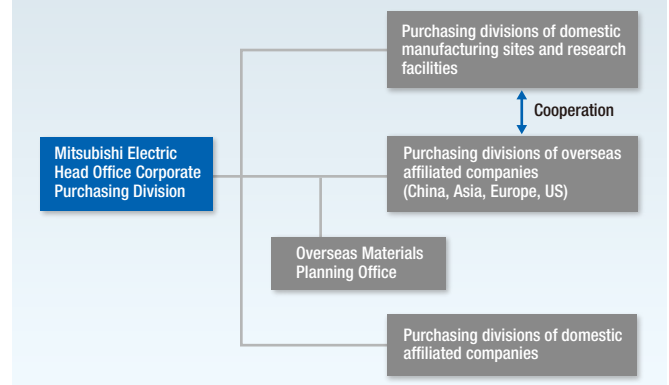 Purchasing divisions of domestic
manufacturing sites and research
facilities
Cooperation
Mitsubishi Electric
Head Office Corporate
Purchasing Division
Purchasing divisions of overseas
affiliated companies
(China, Asia, Europe, US)
Overseas Materials
Planning Office
Purchasing divisions of domestic
affiliated companies